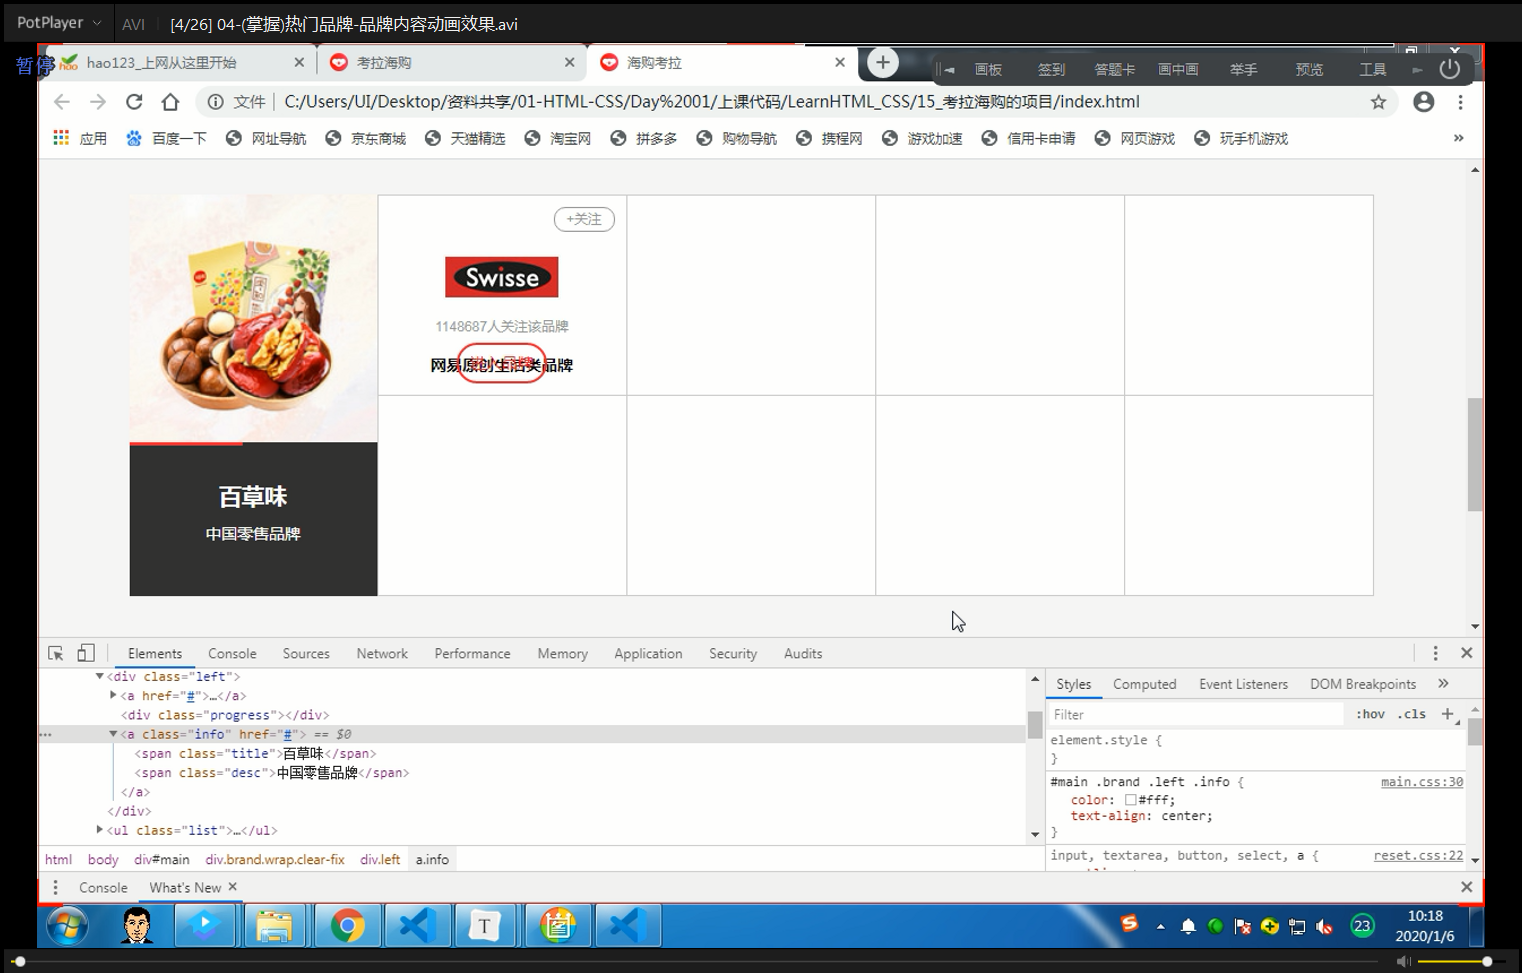 PotPlayer AVI [4/26] 04-(掌握)热门品牌-品牌内容动画效果.avi
暂停
hao123_上网从这里开始 考拉海购 海购考拉
画板 签到 答题卡 画中画 举手 预览 工具
文件 C:/Users/UI/Desktop/资料共享/01-HTML-CSS/Day%2001/上课代码/LearnHTML_CSS/15_考拉海购的项目/index.html
应用 百度一下 网址导航 京东商城 天猫精选 淘宝网 拼多多 购物导航 携程网 游戏加速 信用卡申请 网页游戏 玩手机游戏 »
+关注
Swisse
1148687人关注该品牌
网易原创生活类品牌
进入品牌
百草味
中国零售品牌
Elements Console Sources Network Performance Memory Application Security Audits
<div class="left">
<a href="#">…</a>
<div class="progress"></div>
<a class="info" href="#"> == $0
<span class="title">百草味</span>
<span class="desc">中国零售品牌</span>
</a>
</div>
<ul class="list">…</ul>
html body div#main div.brand.wrap.clear-fix div.left a.info
Styles Computed Event Listeners DOM Breakpoints »
Filter :hov .cls +
element.style {
}
#main .brand .left .info { main.css:30
color: #fff;
text-align: center;
}
input, textarea, button, select, a { reset.css:22
Console What's New
T
23
10:18
2020/1/6